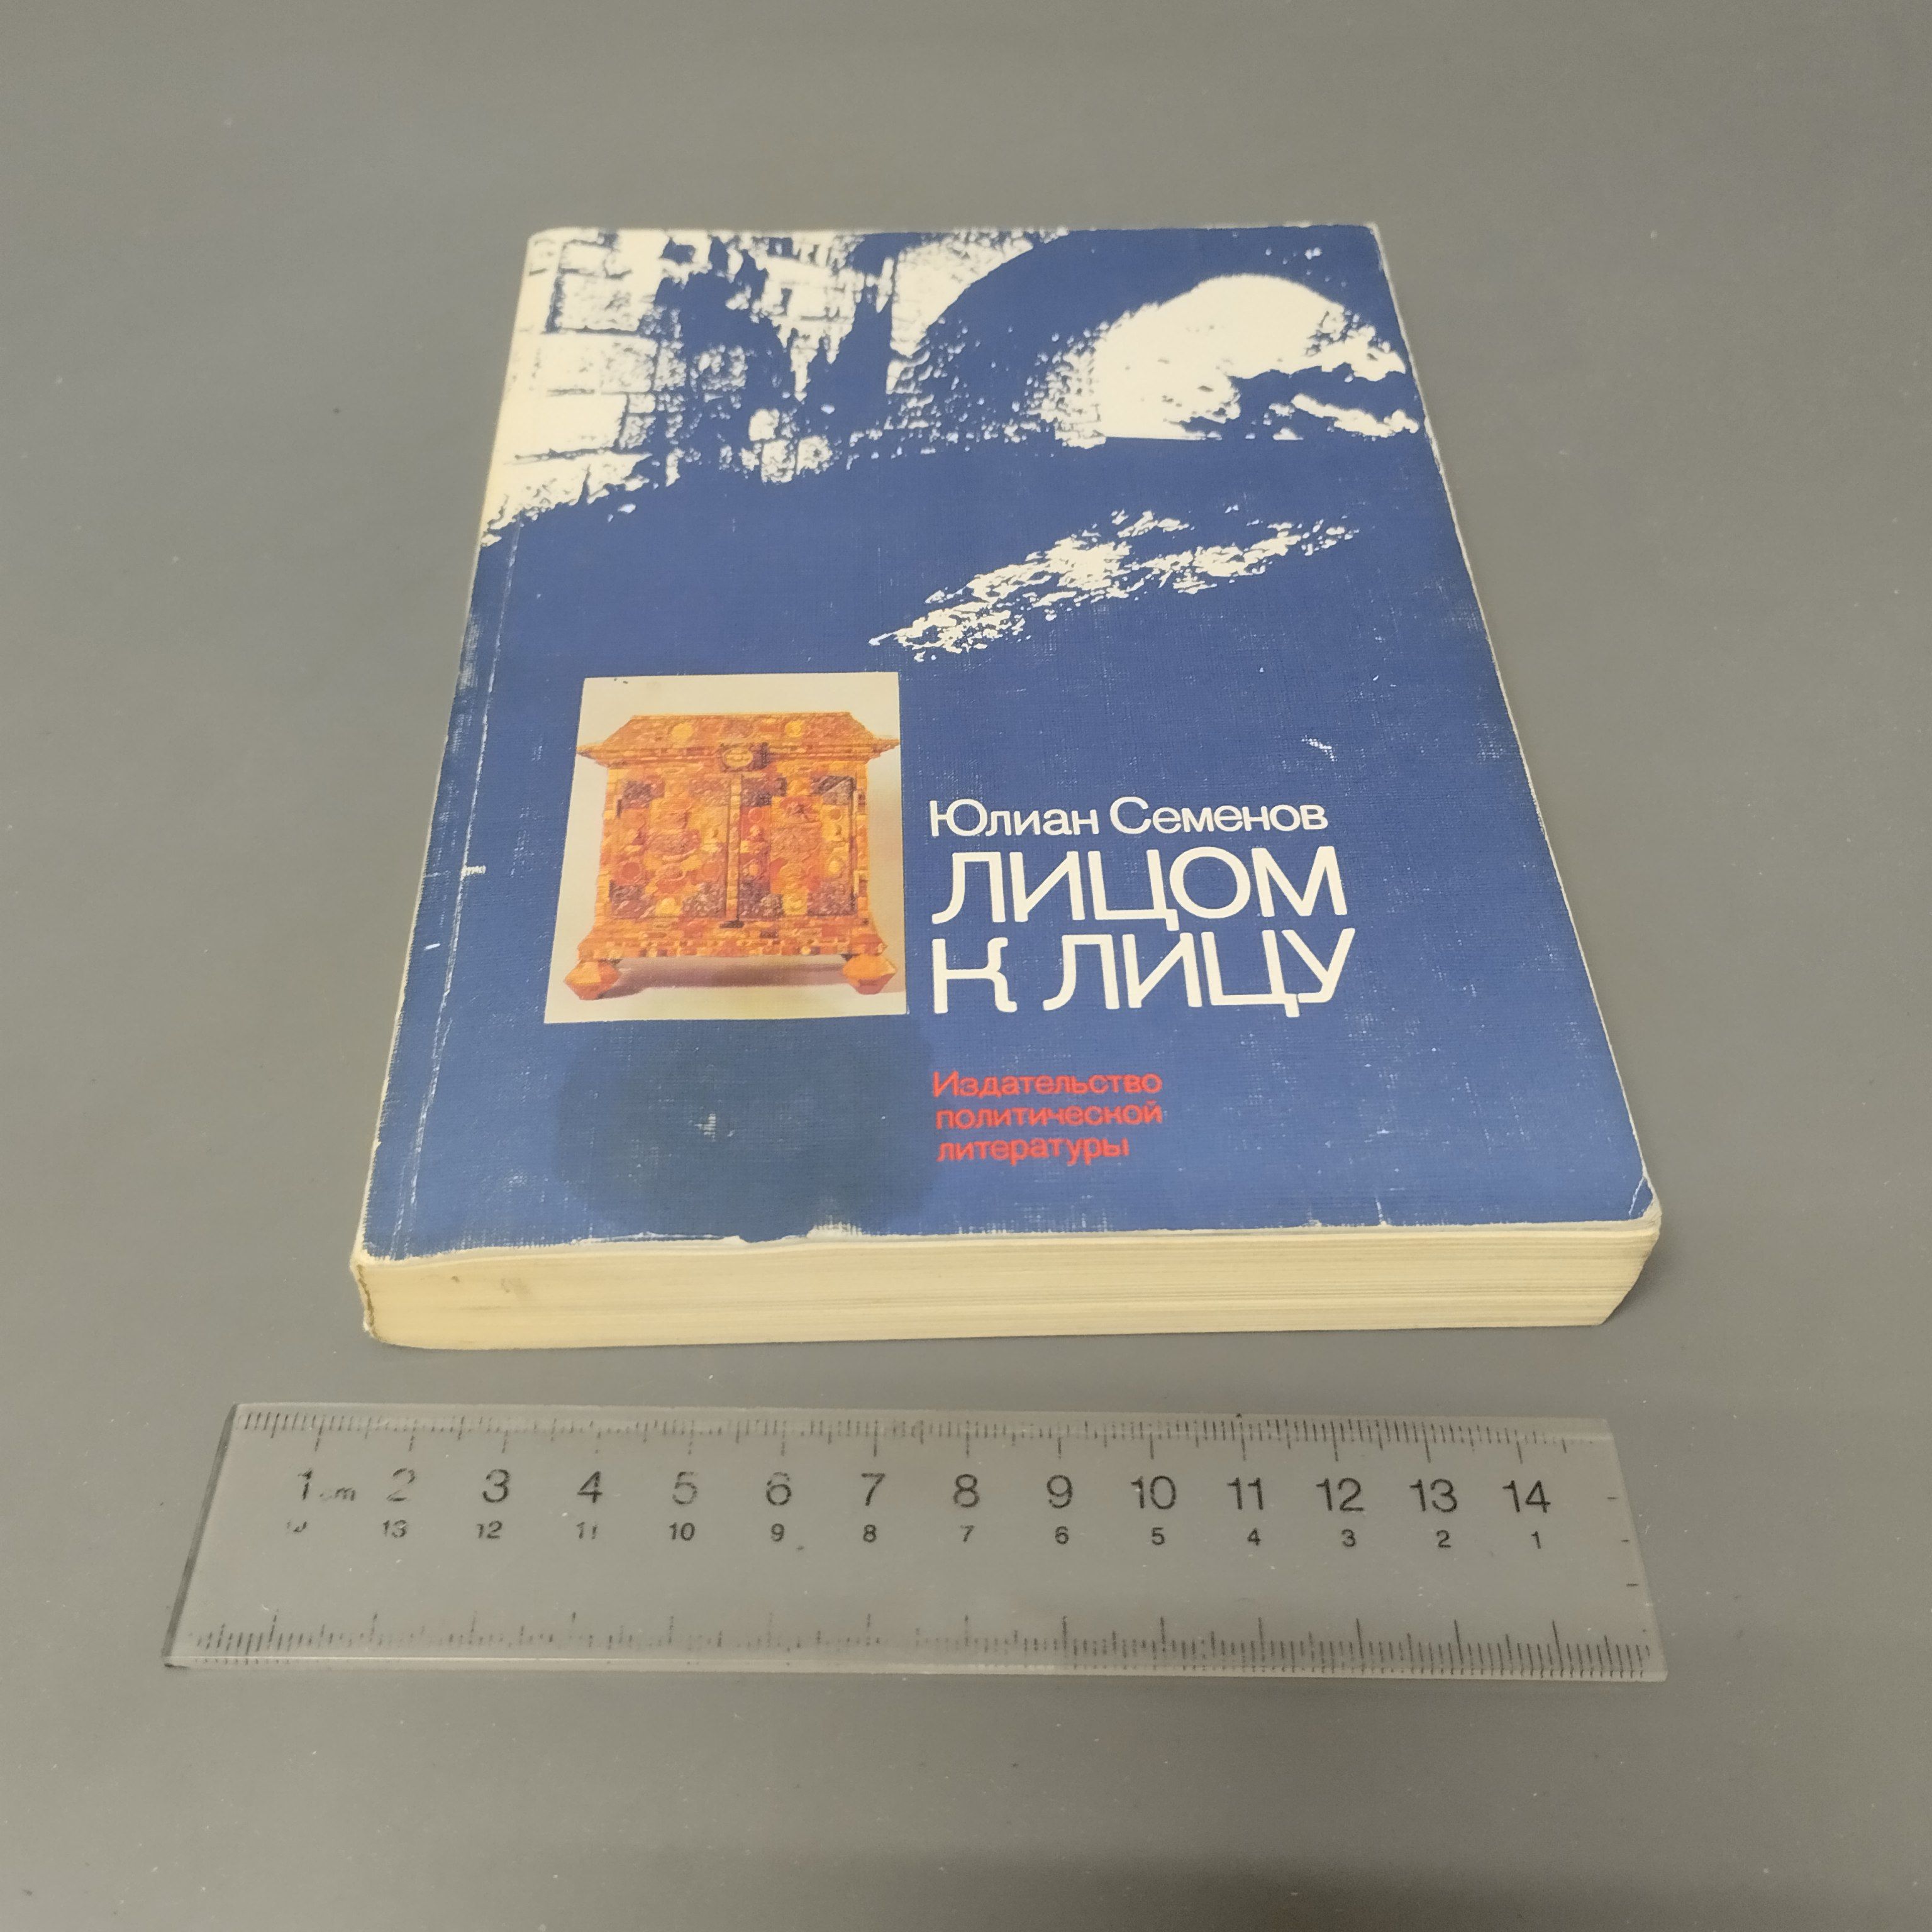 Юлиан Семенов
ЛИЦОМ
К ЛИЦУ
Издательство
политической
литературы
1 cm 2 3 4 5 6 7 8 9 10 11 12 13 14
14 13 12 11 10 9 8 7 6 5 4 3 2 1